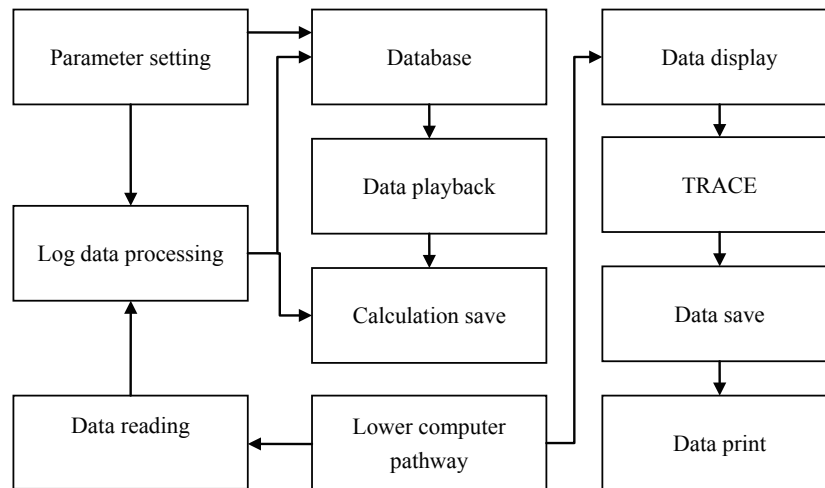 Parameter setting
Database
Data display
Data playback
TRACE
Log data processing
Calculation save
Data save
Data reading
Lower computer
pathway
Data print